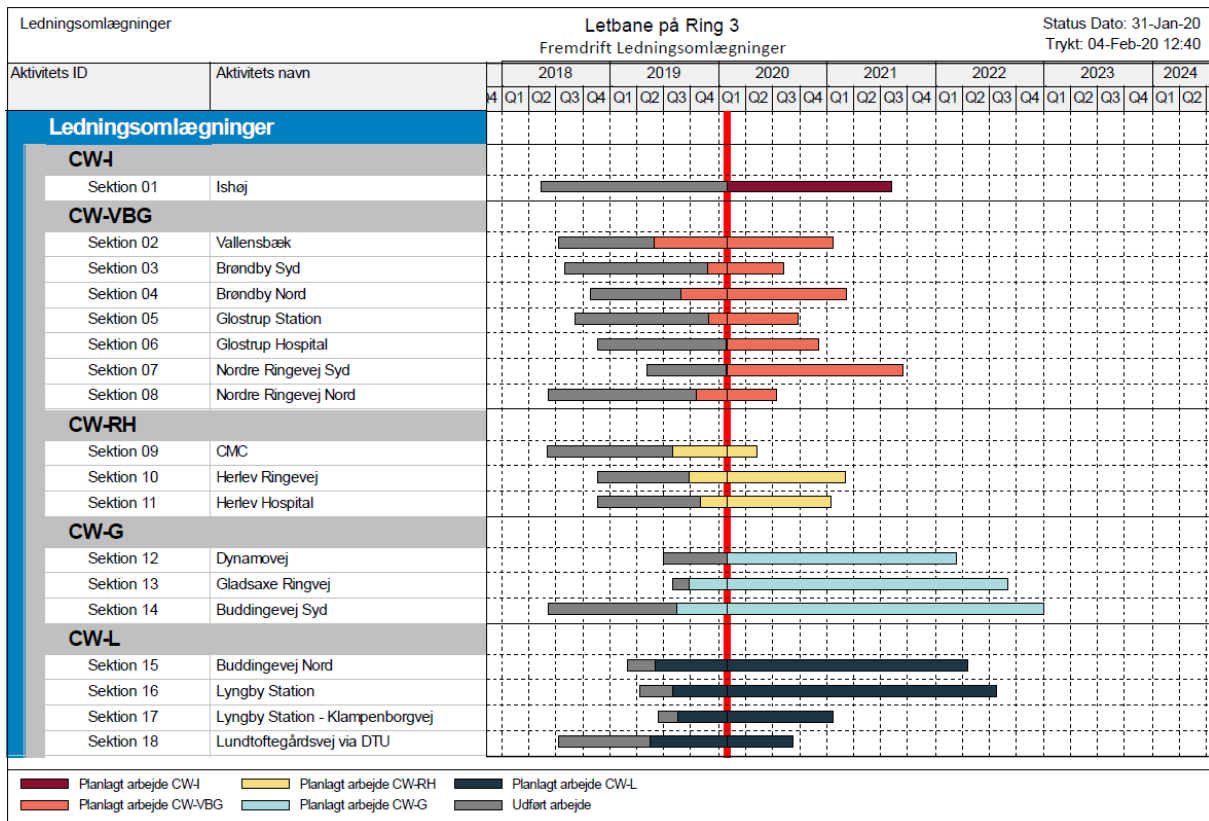 Ledningsomlægninger
Letbane på Ring 3
Status Dato: 31-Jan-20
Fremdrift Ledningsomlægninger
Trykt: 04-Feb-20 12:40
Aktivitets ID
Aktivitets navn
2018 2019 2020 2021 2022 2023 2024
Q4 Q1 Q2 Q3 Q4 Q1 Q2 Q3 Q4 Q1 Q2 Q3 Q4 Q1 Q2 Q3 Q4 Q1 Q2 Q3 Q4 Q1 Q2 Q3 Q4 Q1 Q2
Ledningsomlægninger
CW-I
Sektion 01 Ishøj
CW-VBG
Sektion 02 Vallensbæk
Sektion 03 Brøndby Syd
Sektion 04 Brøndby Nord
Sektion 05 Glostrup Station
Sektion 06 Glostrup Hospital
Sektion 07 Nordre Ringevej Syd
Sektion 08 Nordre Ringevej Nord
CW-RH
Sektion 09 CMC
Sektion 10 Herlev Ringevej
Sektion 11 Herlev Hospital
CW-G
Sektion 12 Dynamovej
Sektion 13 Gladsaxe Ringvej
Sektion 14 Buddingevej Syd
CW-L
Sektion 15 Buddingevej Nord
Sektion 16 Lyngby Station
Sektion 17 Lyngby Station - Klampenborgvej
Sektion 18 Lundtoftegårdsvej via DTU
Planlagt arbejde CW-I Planlagt arbejde CW-RH Planlagt arbejde CW-L
Planlagt arbejde CW-VBG Planlagt arbejde CW-G Udført arbejde